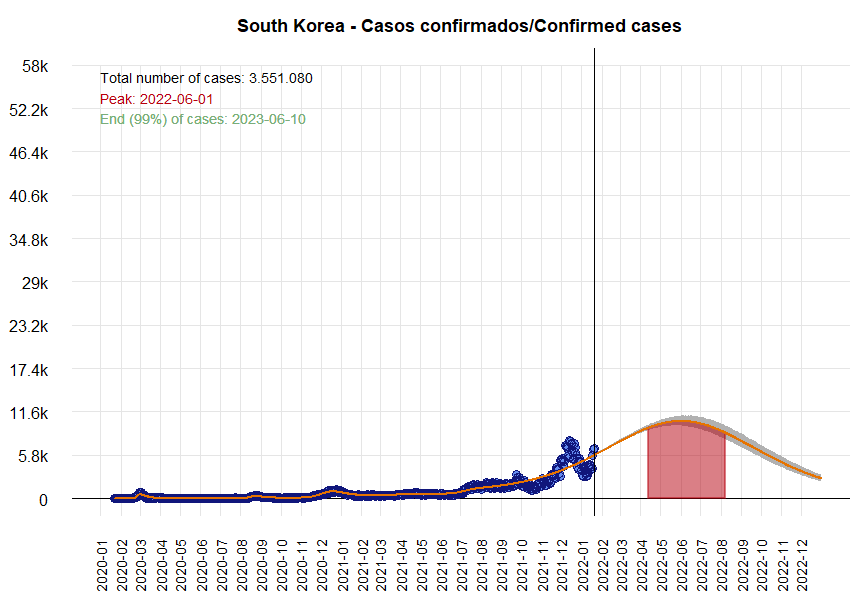 South Korea - Casos confirmados/Confirmed cases
58k
Total number of cases: 3.551.080
Peak: 2022-06-01
End (99%) of cases: 2023-06-10
52.2k
46.4k
40.6k
34.8k
29k
23.2k
17.4k
11.6k
5.8k
0
2020-01
2020-02
2020-03
2020-04
2020-05
2020-06
2020-07
2020-08
2020-09
2020-10
2020-11
2020-12
2021-01
2021-02
2021-03
2021-04
2021-05
2021-06
2021-07
2021-08
2021-09
2021-10
2021-11
2021-12
2022-01
2022-02
2022-03
2022-04
2022-05
2022-06
2022-07
2022-08
2022-09
2022-10
2022-11
2022-12